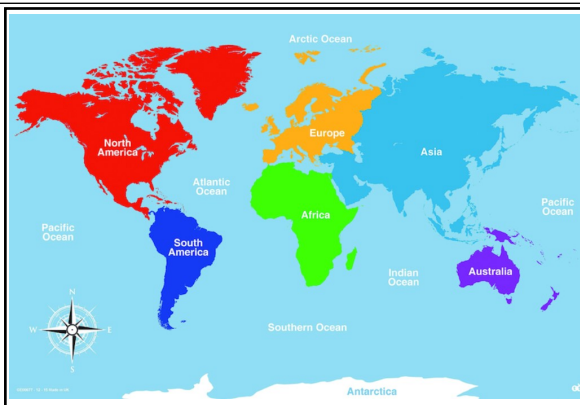 Arctic Ocean
North
America
Europe
Asia
Atlantic
Ocean
Africa
Pacific
Ocean
Pacific
Ocean
South
America
Indian
Ocean
Australia
Southern Ocean
N
W
E
S
Antarctica